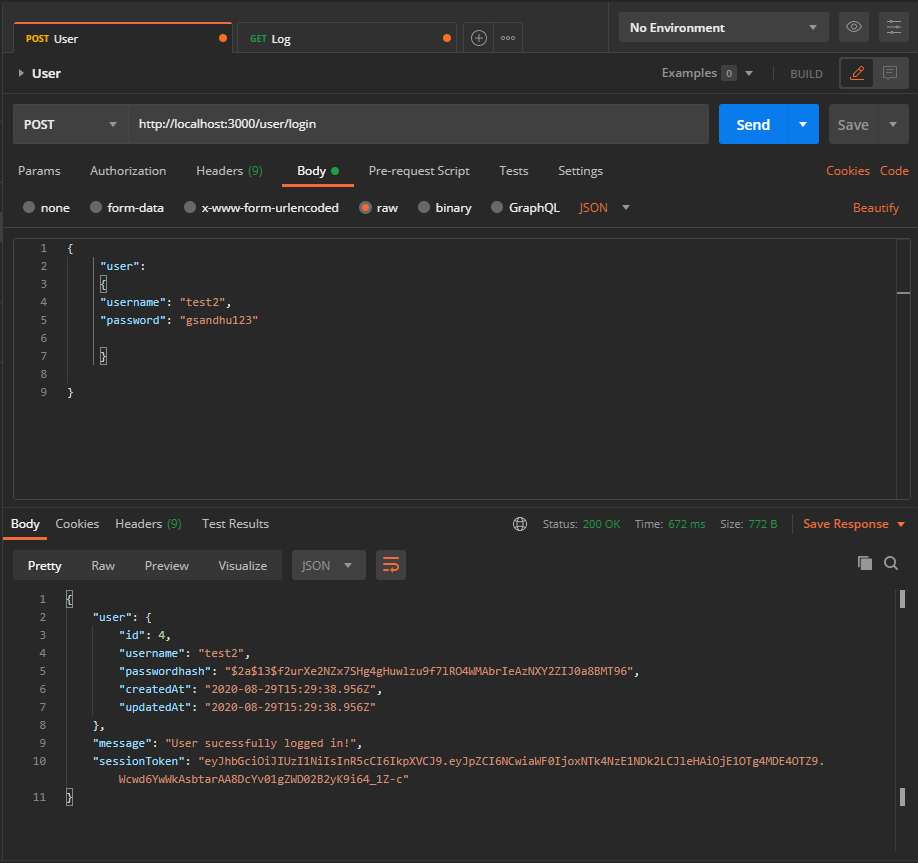 POST User GET Log No Environment
User Examples 0 BUILD
POST http://localhost:3000/user/login Send Save
Params Authorization Headers (9) Body Pre-request Script Tests Settings Cookies Code
none form-data x-www-form-urlencoded raw binary GraphQL JSON Beautify
1 {
2 "user":
3 {
4 "username": "test2",
5 "password": "gsandhu123"
6
7 }
8
9 }
Body Cookies Headers (9) Test Results Status: 200 OK Time: 672 ms Size: 772 B Save Response
Pretty Raw Preview Visualize JSON
1 {
2 "user": {
3 "id": 4,
4 "username": "test2",
5 "passwordhash": "$2a$13$f2urXe2NZx7SHg4gHuwlzu9f7lRO4WMAbrIeAzNXY2ZIJ0a8BMT96",
6 "createdAt": "2020-08-29T15:29:38.956Z",
7 "updatedAt": "2020-08-29T15:29:38.956Z"
8 },
9 "message": "User sucessfully logged in!",
10 "sessionToken": "eyJhbGciOiJIUzI1NiIsInR5cCI6IkpXVCJ9.eyJpZCI6NCwiaWF0IjoxNTk4NzE1NDk2LCJleHAiOjE1OTg4MDE4OTZ9.
Wcwd6YwWkAsbtarAA8DcYv01gZWD02B2yK9i64_1Z-c"
11 }